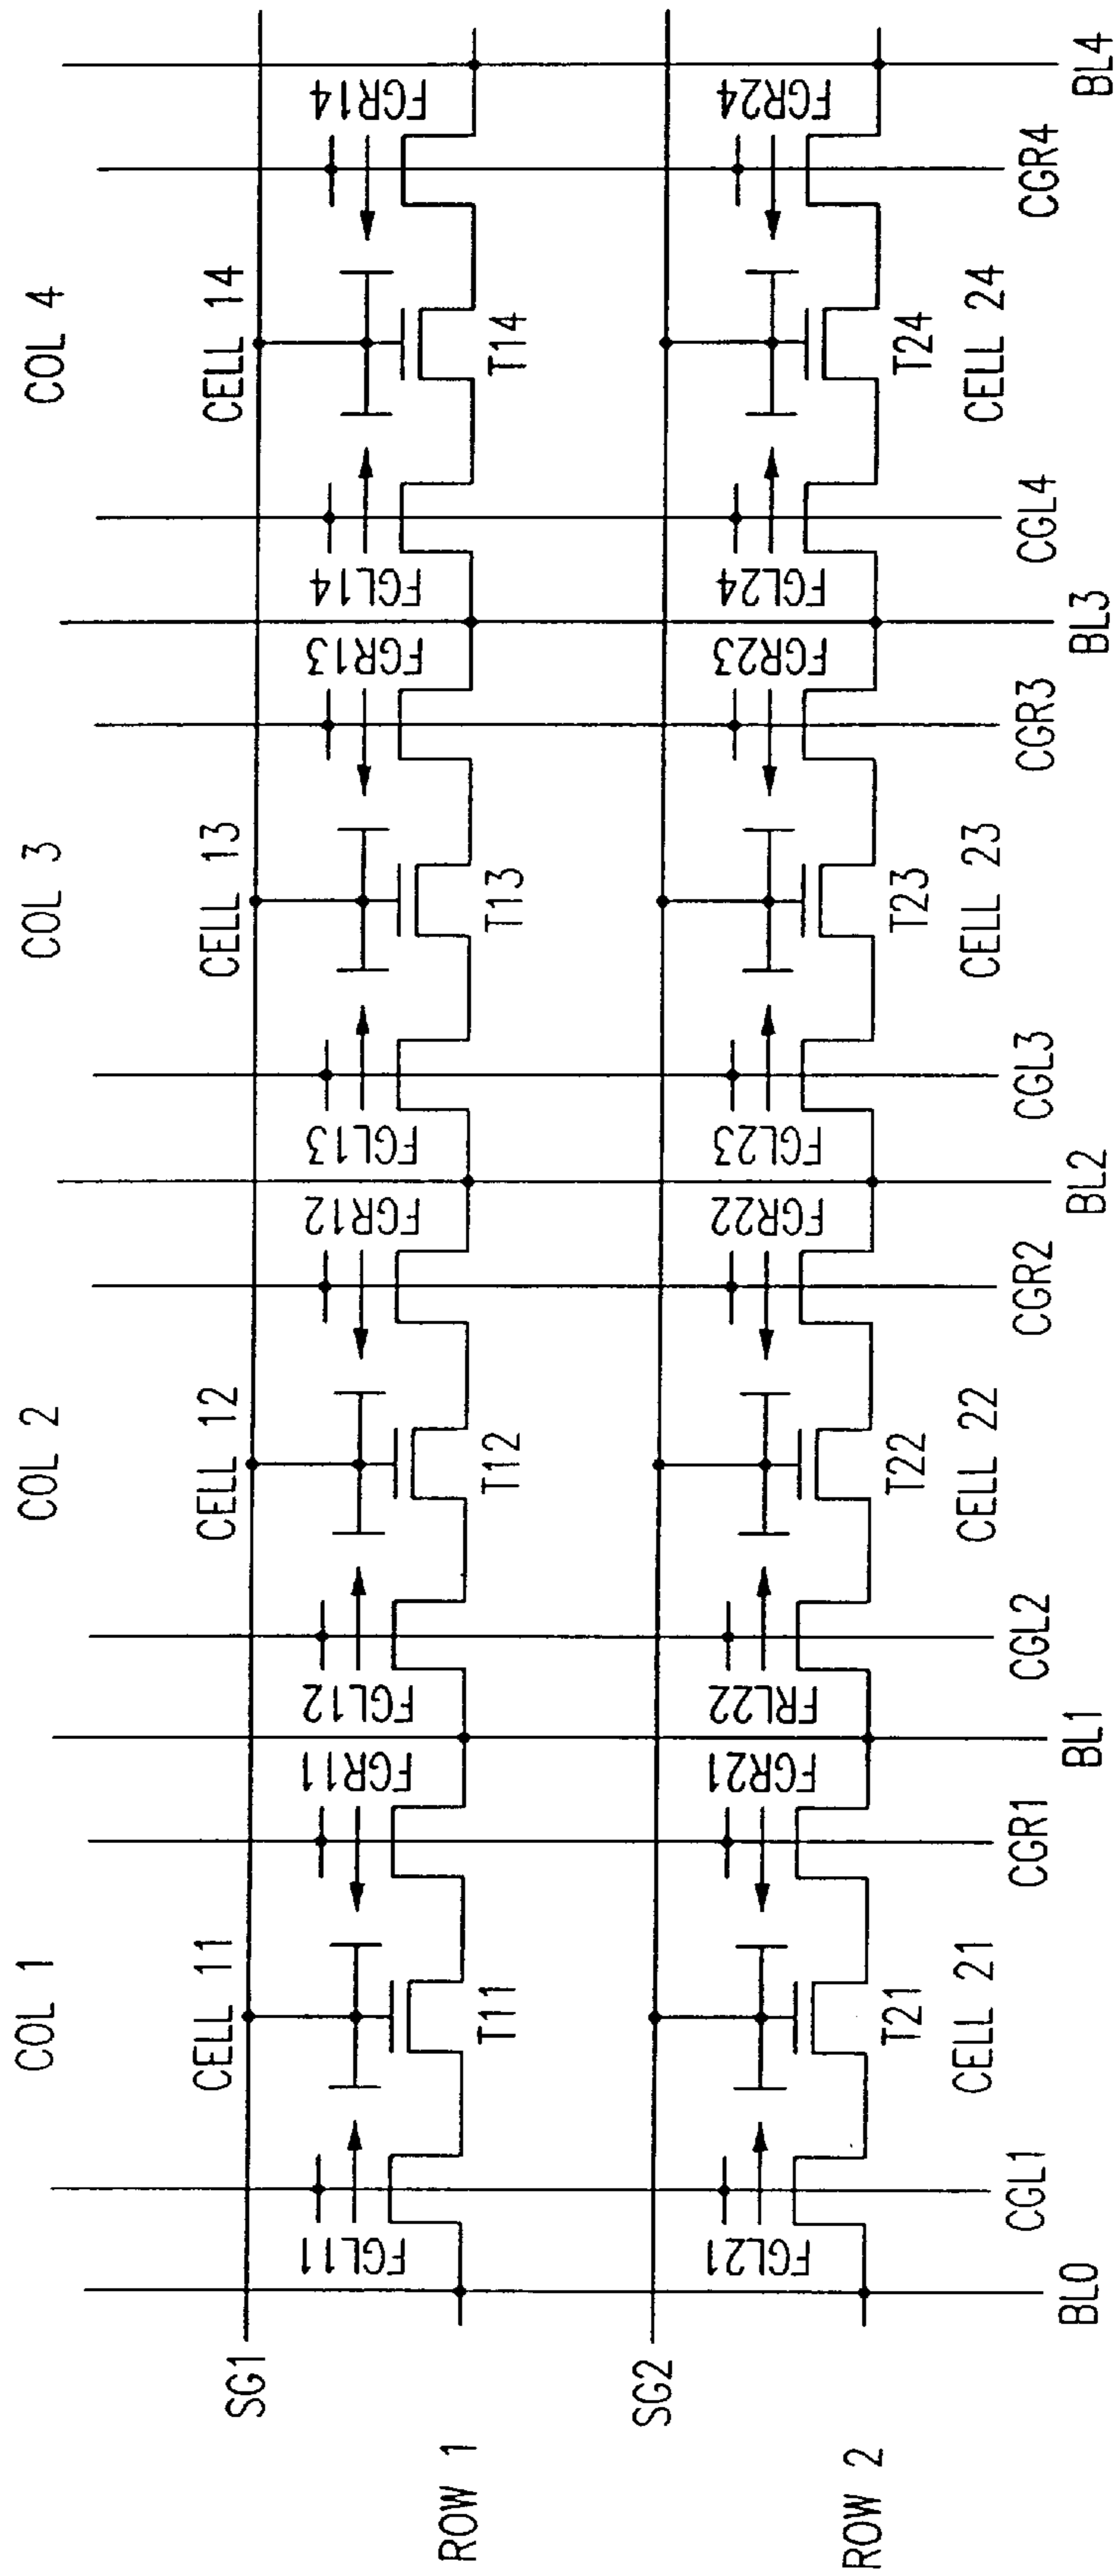 COL 1 COL 2 COL 3 COL 4
CELL 11 CELL 12 CELL 13 CELL 14
SG1
FGL11 FGR11 FGL12 FGR12 FGL13 FGR13 FGL14 FGR14
ROW 1
T11 T12 T13 T14
SG2
FGL21 FGR21 FRL22 FGR22 FGL23 FGR23 FGL24 FGR24
ROW 2
T21 T22 T23 T24
CELL 21 CELL 22 CELL 23 CELL 24
CGL1 CGR1 CGL2 CGR2 CGL3 CGR3 CGL4 CGR4
BL0 BL1 BL2 BL3 BL4